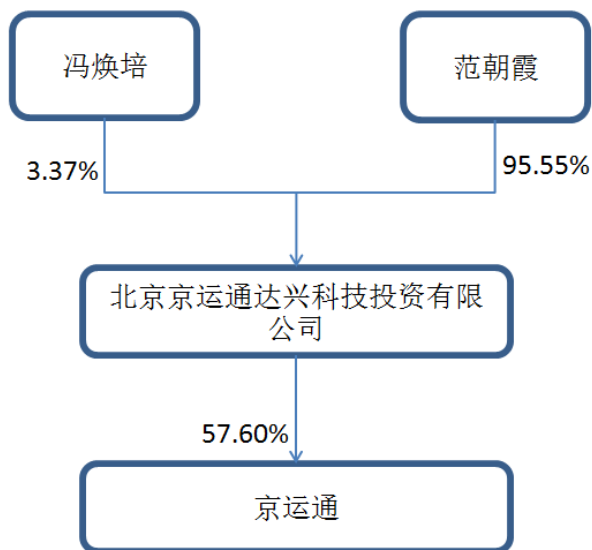 冯焕培
范朝霞
3.37%
95.55%
北京京运通达兴科技投资有限
公司
57.60%
京运通